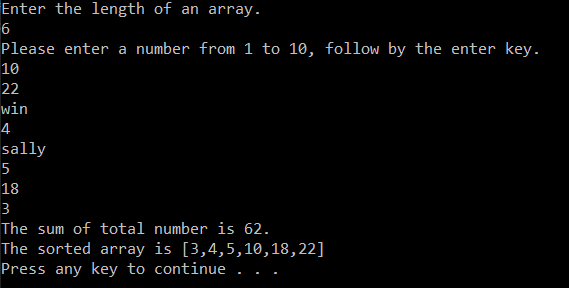 Enter the length of an array.
6
Please enter a number from 1 to 10, follow by the enter key.
10
22
win
4
sally
5
18
3
The sum of total number is 62.
The sorted array is [3,4,5,10,18,22]
Press any key to continue . . .